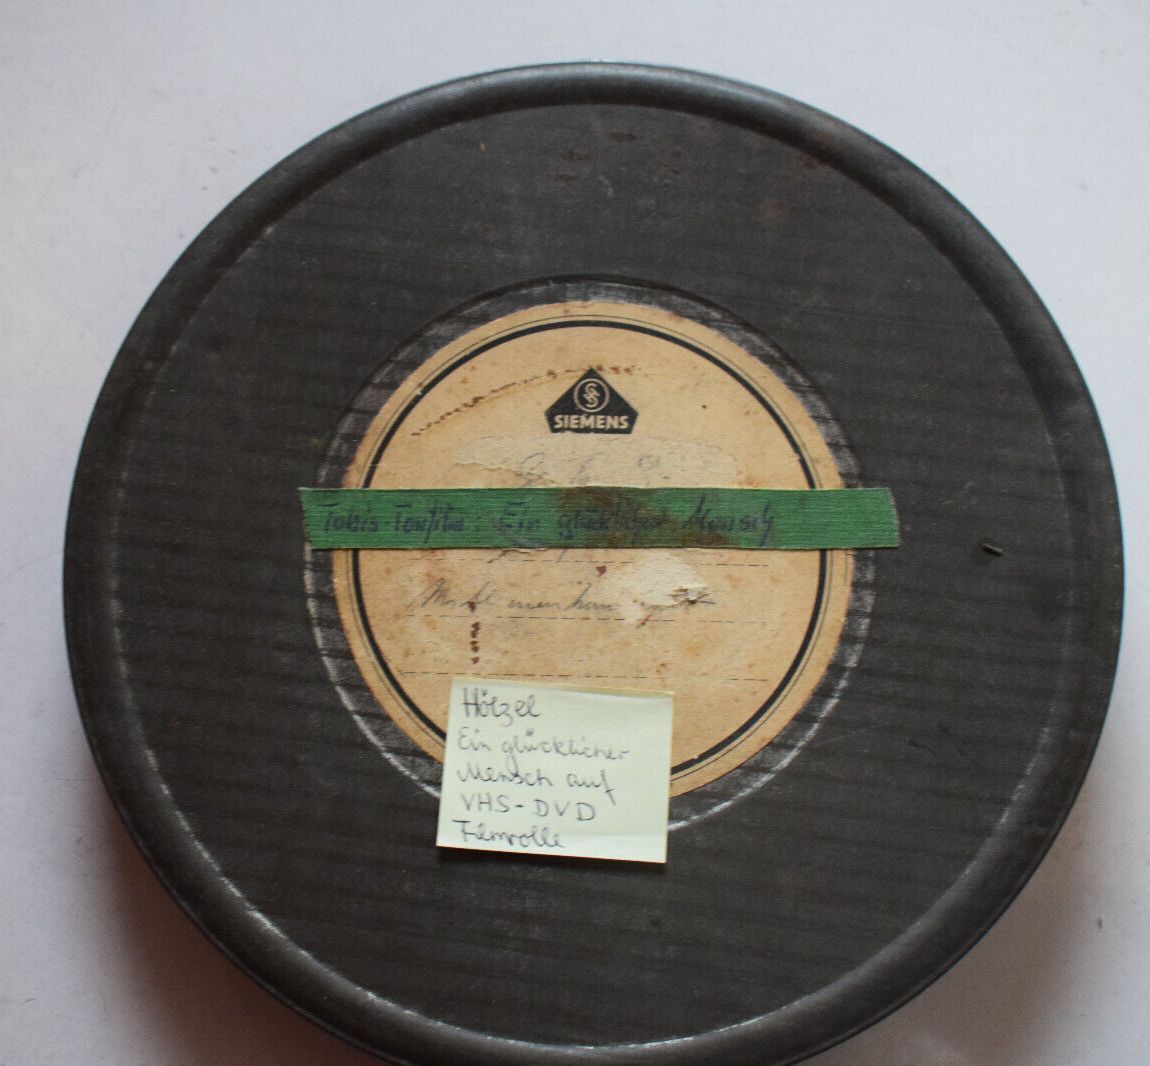 SIEMENS
Tobis-Tonfilm: Ein glücklicher Mensch
Hölzel
Ein glücklicher
Mensch auf
VHS-DVD
Filmrolle